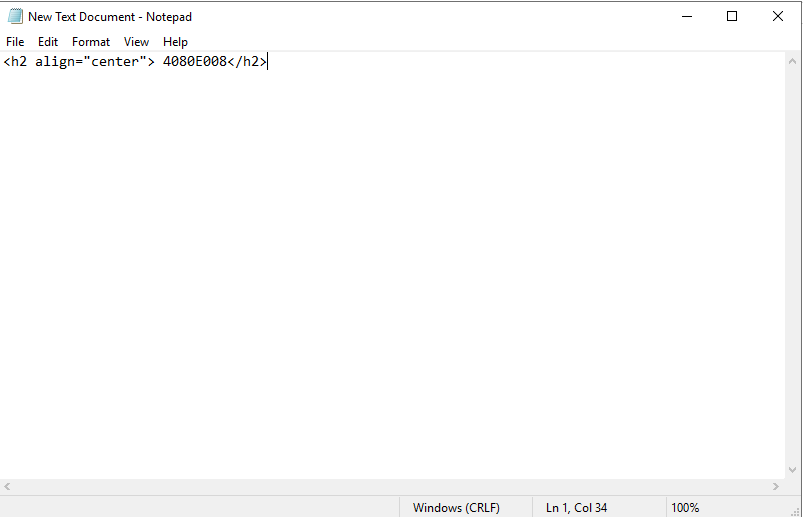 New Text Document - Notepad
File Edit Format View Help
<h2 align="center"> 4080E008</h2>
Windows (CRLF) Ln 1, Col 34 100%